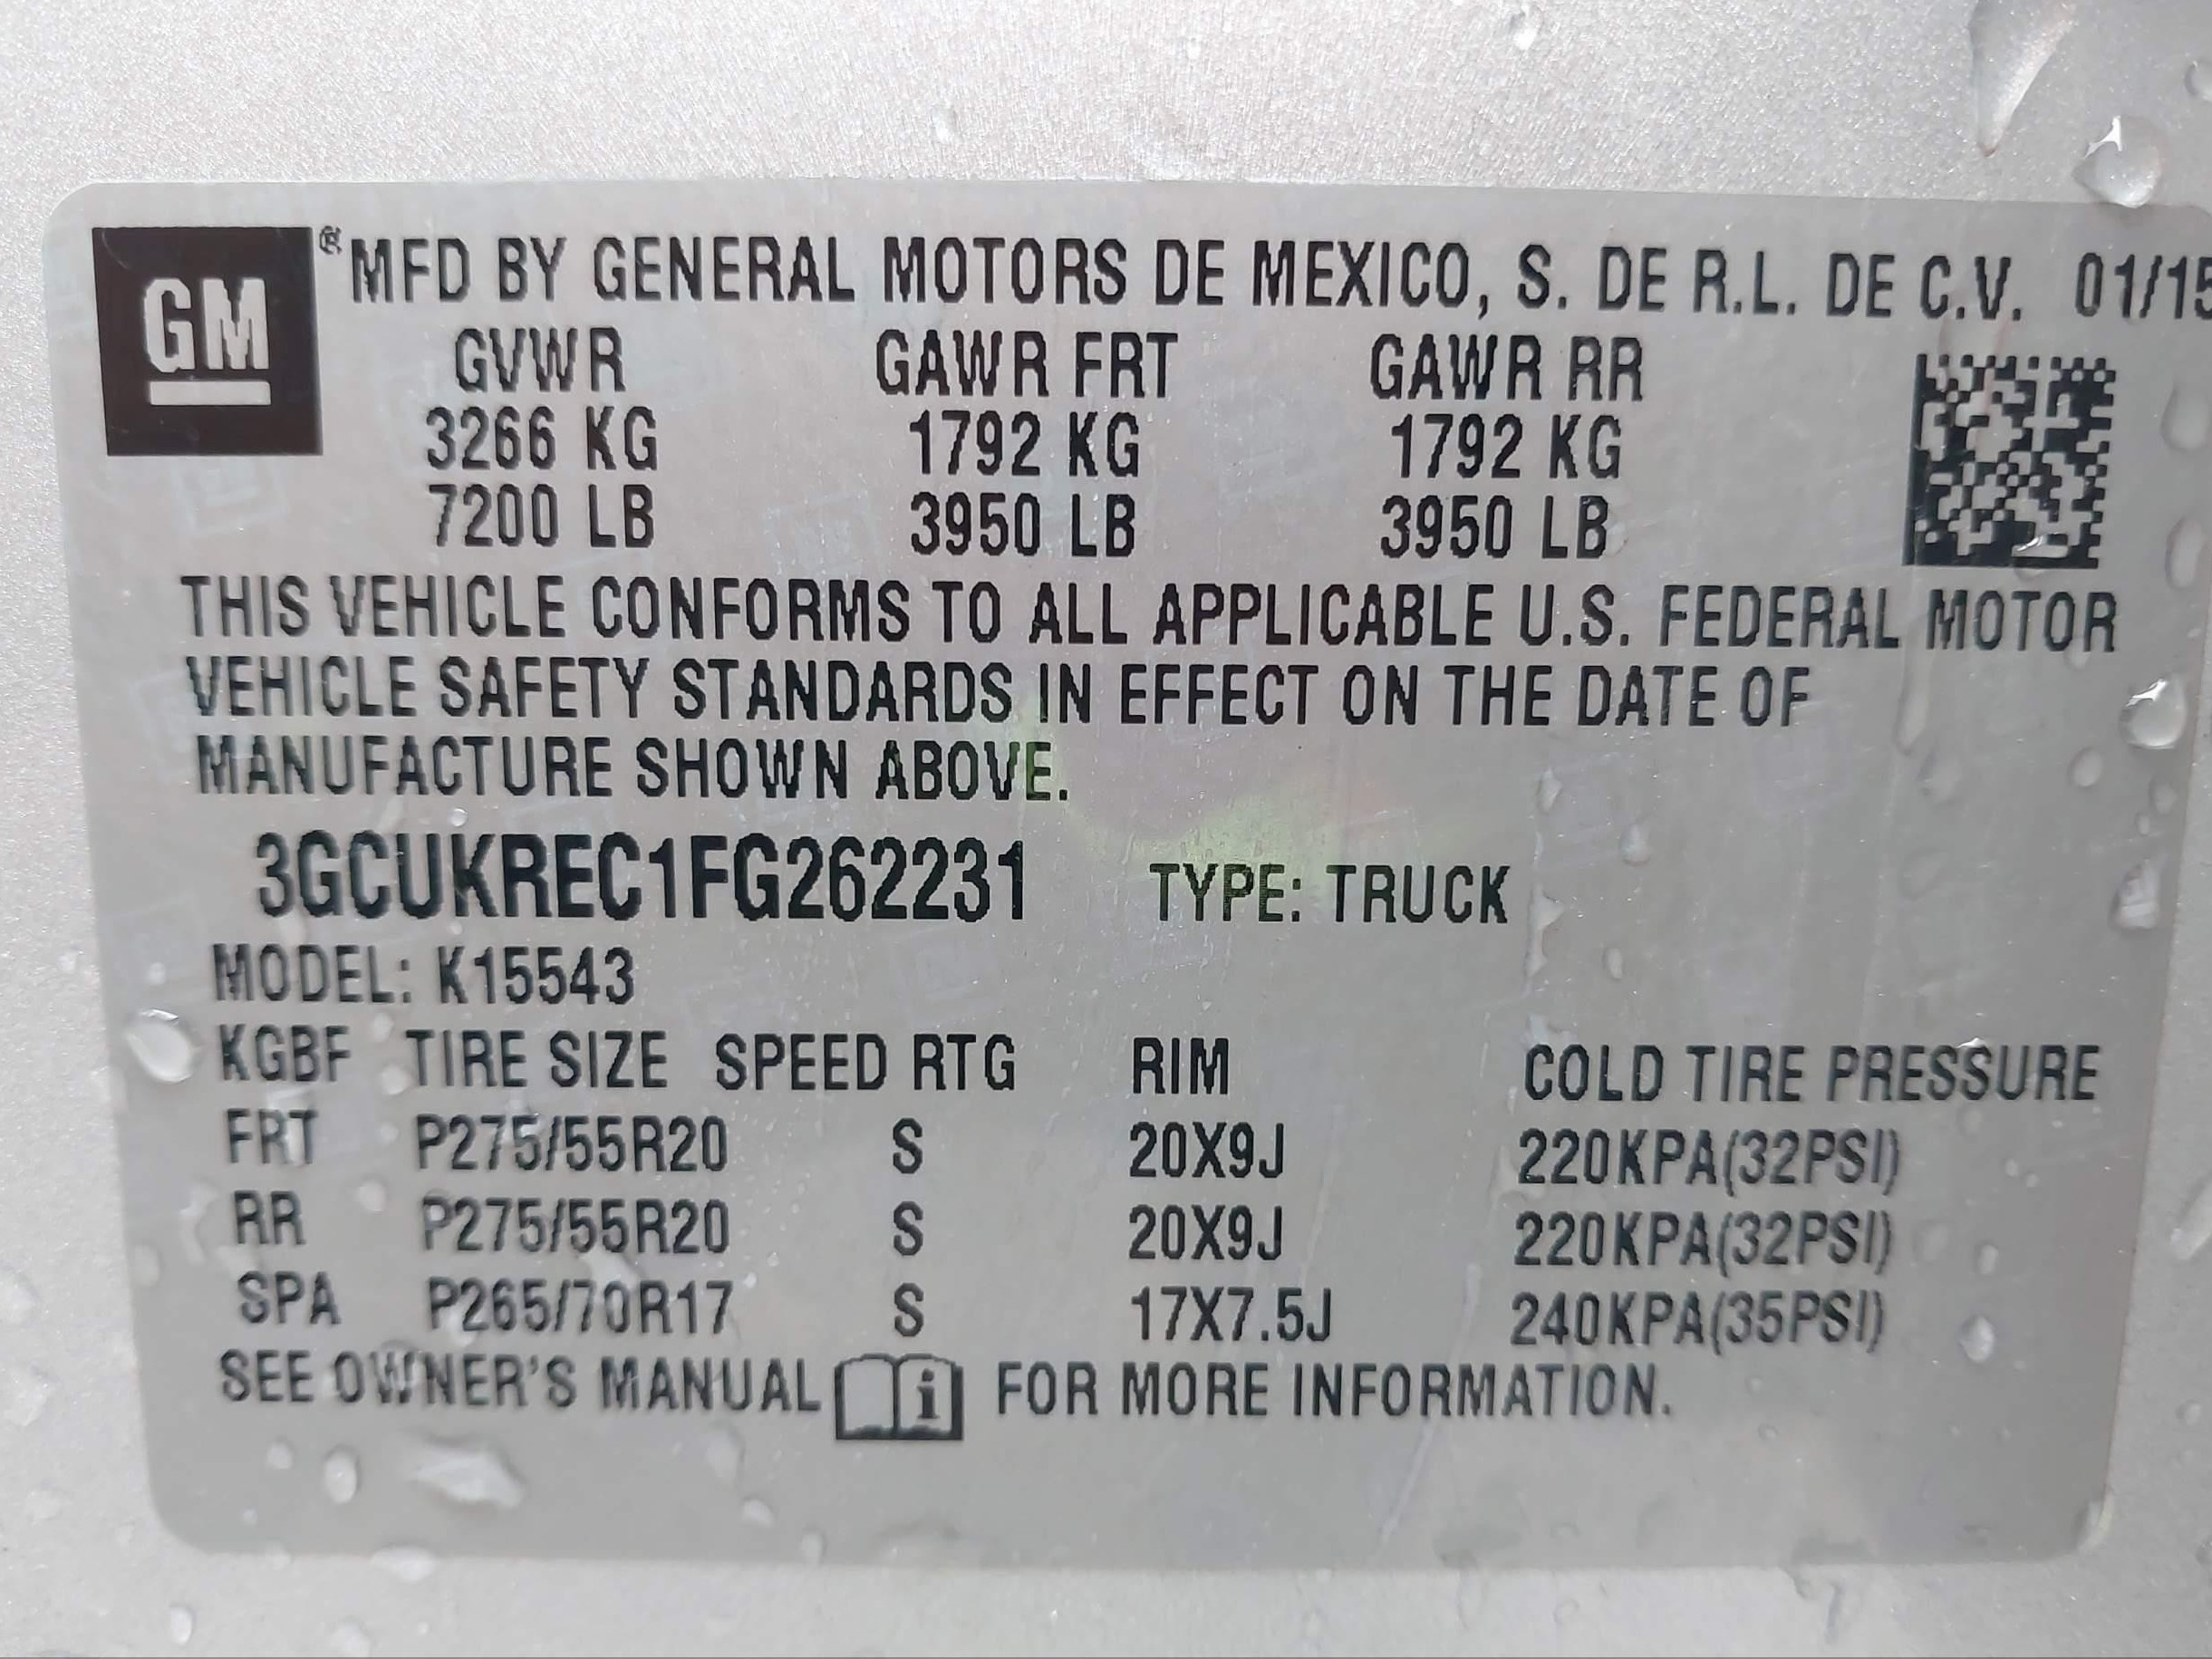 GM ® MFD BY GENERAL MOTORS DE MEXICO, S. DE R.L. DE C.V. 01/15
GVWR GAWR FRT GAWR RR
3266 KG 1792 KG 1792 KG
7200 LB 3950 LB 3950 LB
THIS VEHICLE CONFORMS TO ALL APPLICABLE U.S. FEDERAL MOTOR
VEHICLE SAFETY STANDARDS IN EFFECT ON THE DATE OF
MANUFACTURE SHOWN ABOVE.
3GCUKREC1FG262231 TYPE: TRUCK
MODEL: K15543
KGBF TIRE SIZE SPEED RTG RIM COLD TIRE PRESSURE
FRT P275/55R20 S 20X9J 220KPA(32PSI)
RR P275/55R20 S 20X9J 220KPA(32PSI)
SPA P265/70R17 S 17X7.5J 240KPA(35PSI)
SEE OWNER'S MANUAL i FOR MORE INFORMATION.